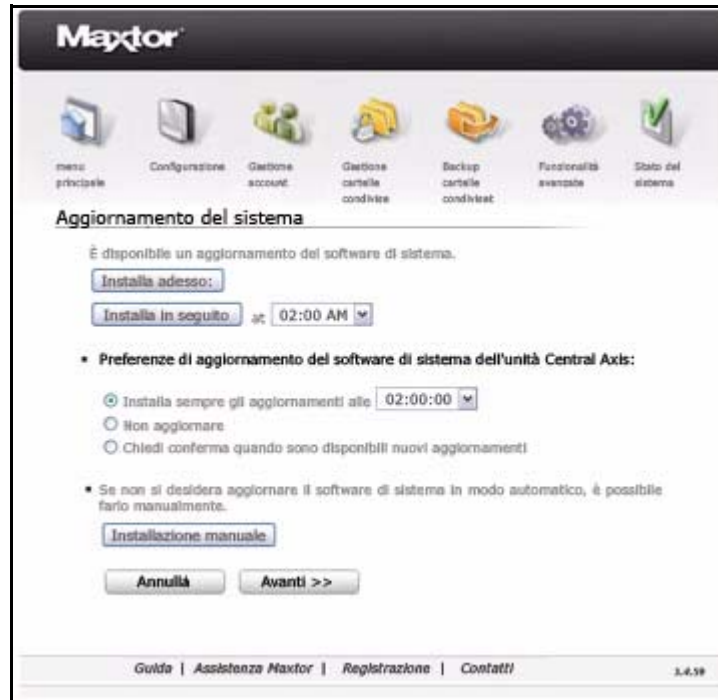 Maxtor
menu
principale
Configurazione
Gestione
account
Gestione
cartelle
condivise
Backup
cartelle
condivise
Funzionalità
avanzate
Stato del
sistema
Aggiornamento del sistema
È disponibile un aggiornamento del software di sistema.
Installa adesso:
Installa in seguito at 02:00 AM
Preferenze di aggiornamento del software di sistema dell'unità Central Axis:
Installa sempre gli aggiornamenti alle 02:00:00
Non aggiornare
Chiedi conferma quando sono disponibili nuovi aggiornamenti
Se non si desidera aggiornare il software di sistema in modo automatico, è possibile
farlo manualmente.
Installazione manuale
Annullà Avanti >>
Guida | Assistenza Maxtor | Registrazione | Contatti